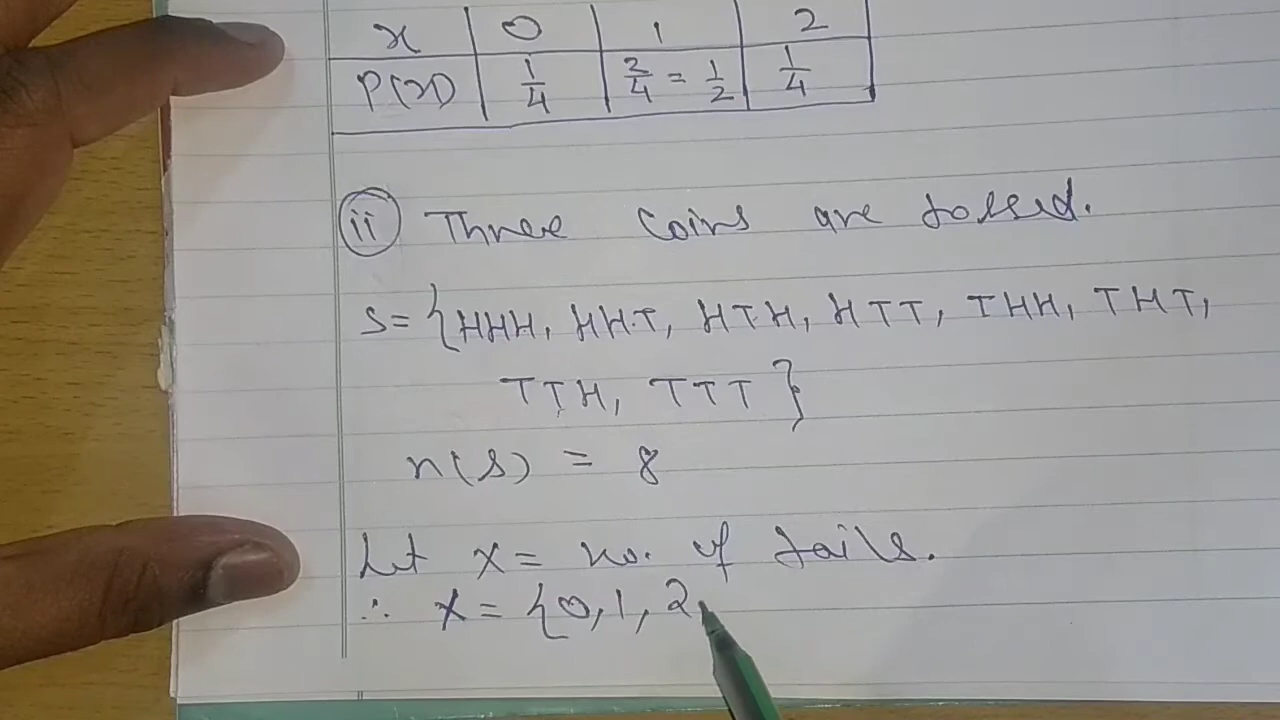 x 0 1 2
P(x) 1/4 2/4 = 1/2 1/4
(ii) Three coins are tossed.
S = {HHH, HHT, HTH, HTT, THH, THT,
TTH, TTT}
n(S) = 8
Let X = no. of tails.
∴ X = {0, 1, 2,